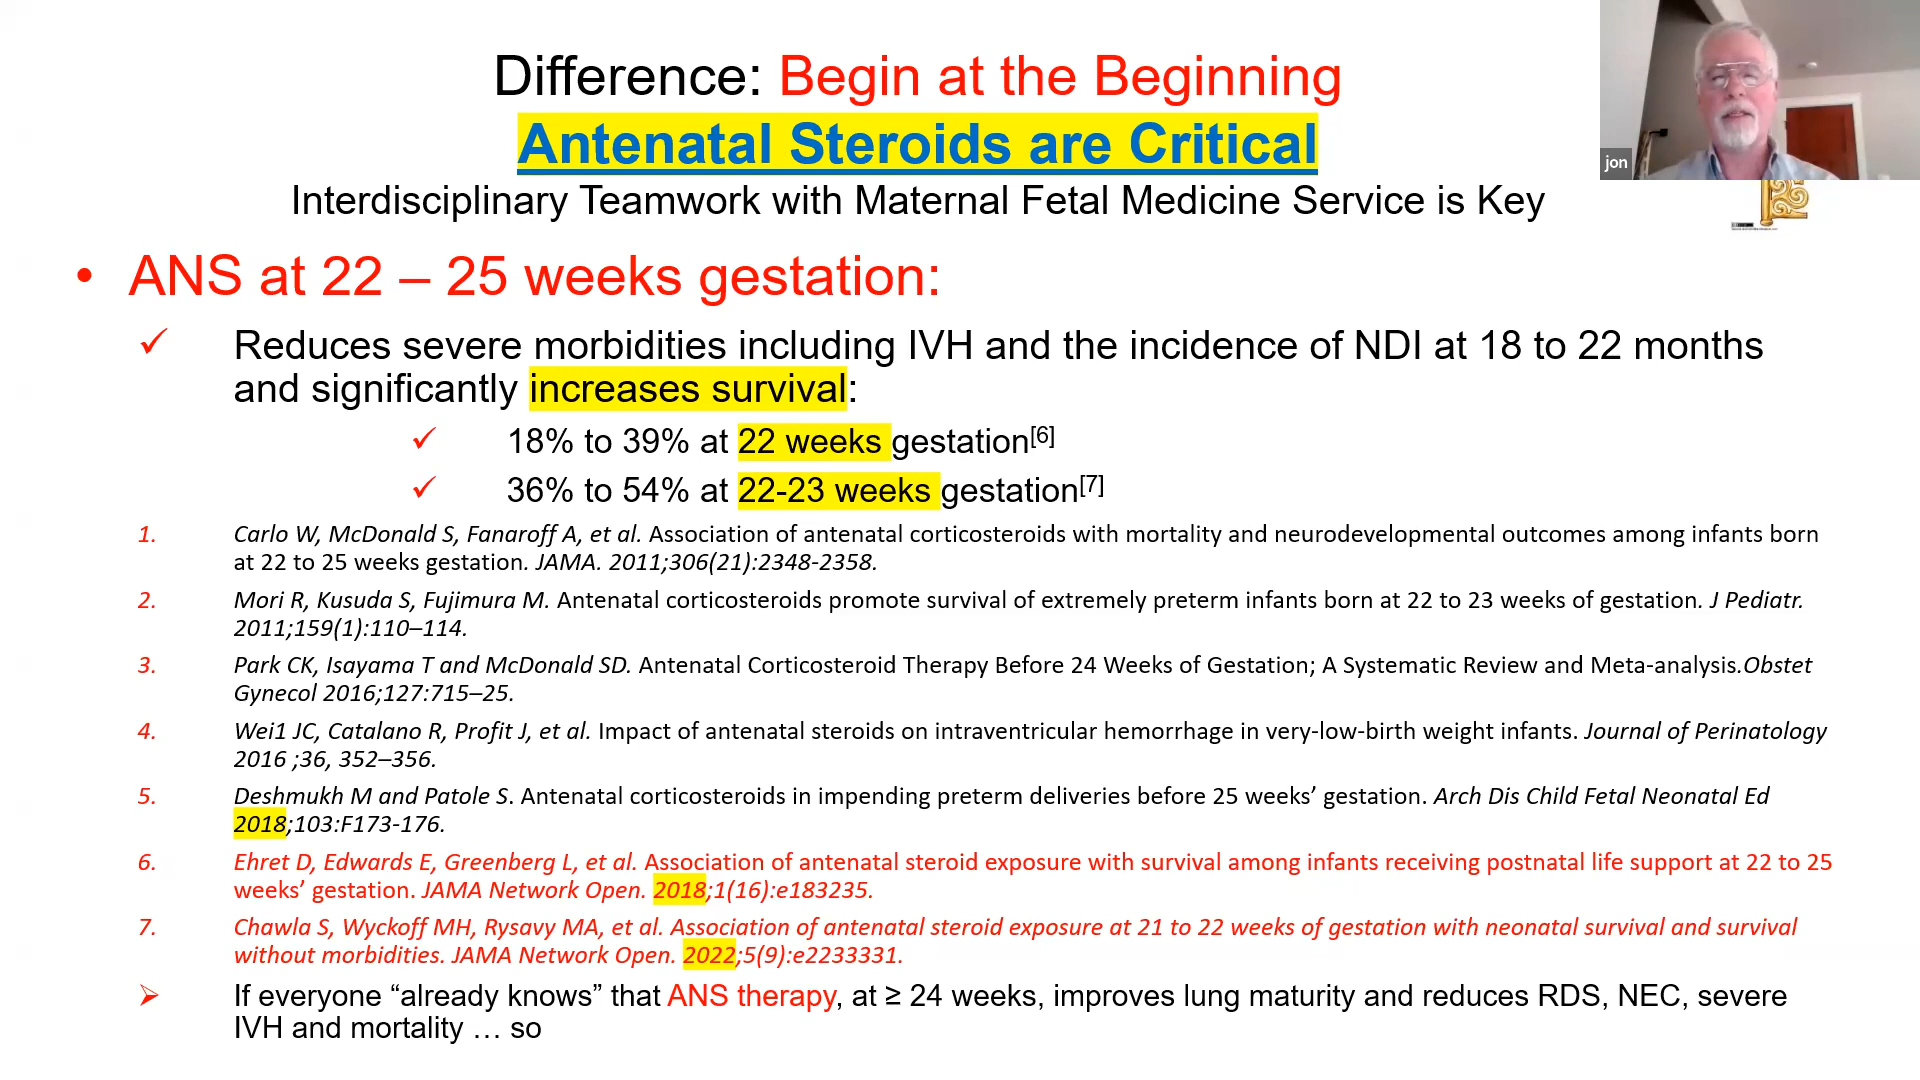 Difference: Begin at the Beginning
Antenatal Steroids are Critical
Interdisciplinary Teamwork with Maternal Fetal Medicine Service is Key
jon
• ANS at 22 – 25 weeks gestation:
✓ Reduces severe morbidities including IVH and the incidence of NDI at 18 to 22 months
and significantly increases survival:
✓ 18% to 39% at 22 weeks gestation[6]
✓ 36% to 54% at 22-23 weeks gestation[7]
1. Carlo W, McDonald S, Fanaroff A, et al. Association of antenatal corticosteroids with mortality and neurodevelopmental outcomes among infants born
at 22 to 25 weeks gestation. JAMA. 2011;306(21):2348-2358.
2. Mori R, Kusuda S, Fujimura M. Antenatal corticosteroids promote survival of extremely preterm infants born at 22 to 23 weeks of gestation. J Pediatr.
2011;159(1):110–114.
3. Park CK, Isayama T and McDonald SD. Antenatal Corticosteroid Therapy Before 24 Weeks of Gestation; A Systematic Review and Meta-analysis.Obstet
Gynecol 2016;127:715–25.
4. Wei1 JC, Catalano R, Profit J, et al. Impact of antenatal steroids on intraventricular hemorrhage in very-low-birth weight infants. Journal of Perinatology
2016 ;36, 352–356.
5. Deshmukh M and Patole S. Antenatal corticosteroids in impending preterm deliveries before 25 weeks’ gestation. Arch Dis Child Fetal Neonatal Ed
2018;103:F173-176.
6. Ehret D, Edwards E, Greenberg L, et al. Association of antenatal steroid exposure with survival among infants receiving postnatal life support at 22 to 25
weeks’ gestation. JAMA Network Open. 2018;1(16):e183235.
7. Chawla S, Wyckoff MH, Rysavy MA, et al. Association of antenatal steroid exposure at 21 to 22 weeks of gestation with neonatal survival and survival
without morbidities. JAMA Network Open. 2022;5(9):e2233331.
➢ If everyone “already knows” that ANS therapy, at ≥ 24 weeks, improves lung maturity and reduces RDS, NEC, severe
IVH and mortality … so